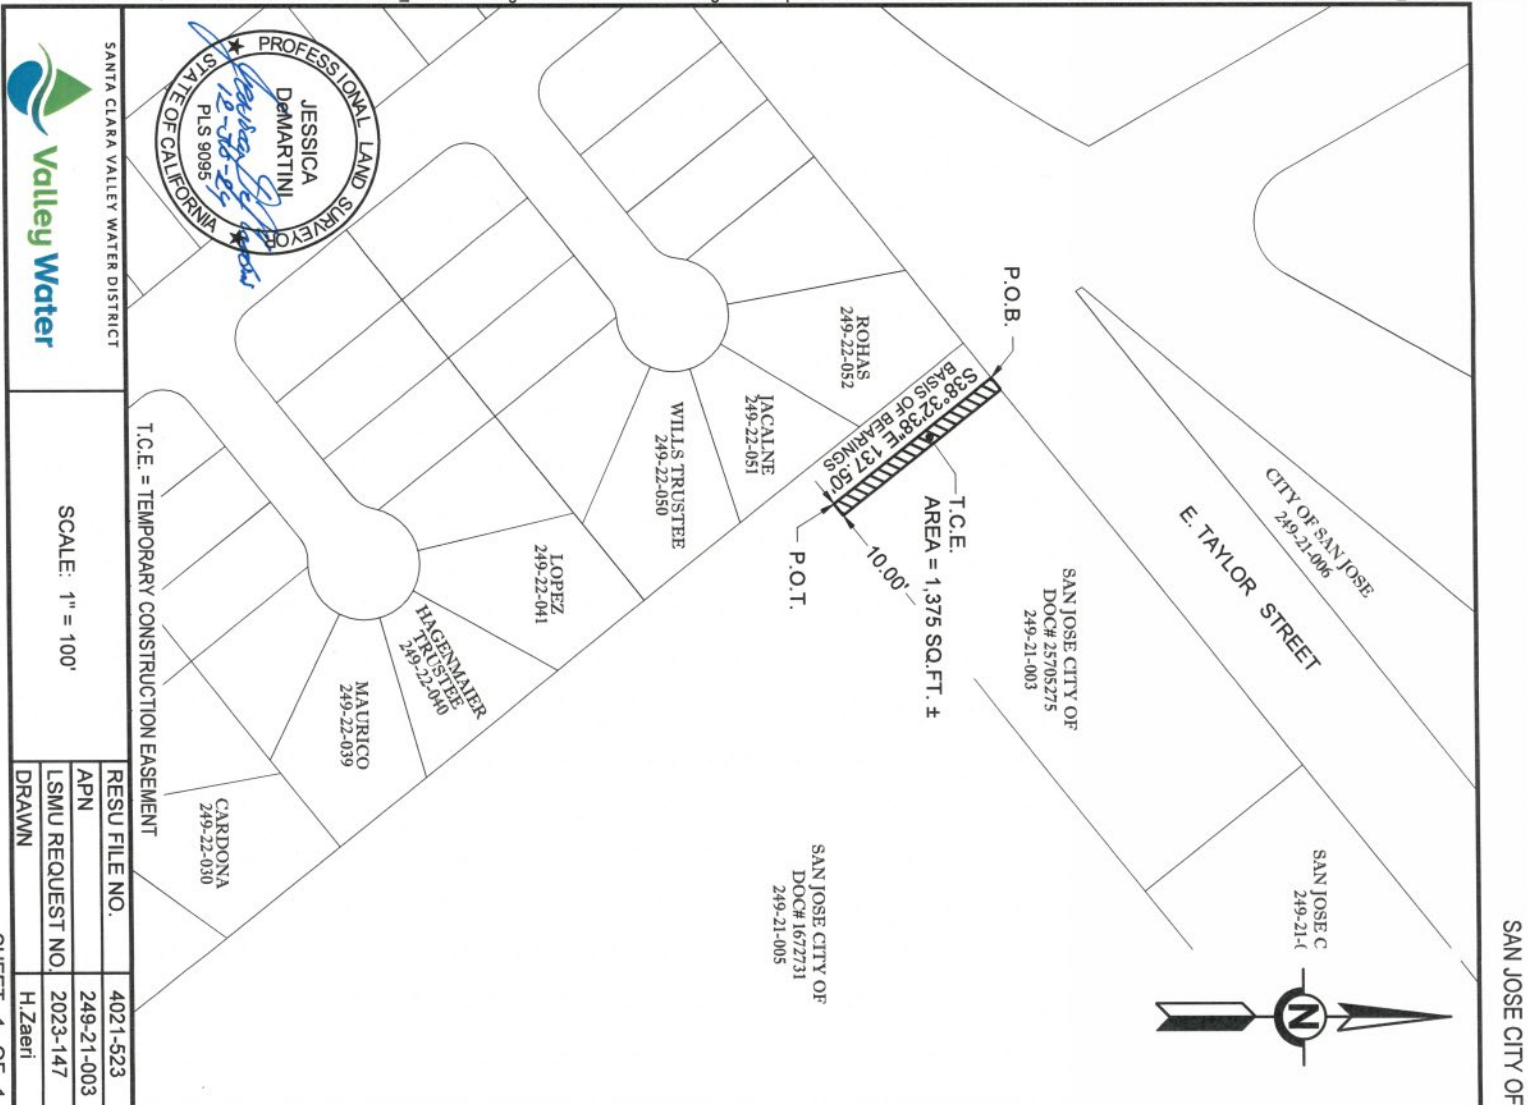 SAN JOSE CITY OF
SAN JOSE C
249-21-(
N
CITY OF SAN JOSE
249-21-006
E. TAYLOR STREET
SAN JOSE CITY OF
DOC# 25705275
249-21-003
P.O.B.
S38°32'38"E 137.50'
BASIS OF BEARINGS
T.C.E.
AREA = 1,375 SQ.FT. ±
10.00'
P.O.T.
SAN JOSE CITY OF
DOC# 1672731
249-21-005
ROHAS
249-22-052
JACALNE
249-22-051
WILLS TRUSTEE
249-22-050
LOPEZ
249-22-041
HAGENMAIER
TRUSTEE
249-22-040
MAURICO
249-22-039
CARDONA
249-22-030
PROFESSIONAL LAND SURVEYOR
JESSICA
DeMARTINI
PLS 9095
STATE OF CALIFORNIA
T.C.E. = TEMPORARY CONSTRUCTION EASEMENT
SANTA CLARA VALLEY WATER DISTRICT
Valley Water
SCALE: 1" = 100'
RESU FILE NO. 4021-523
APN 249-21-003
LSMU REQUEST NO. 2023-147
DRAWN H.Zaeri